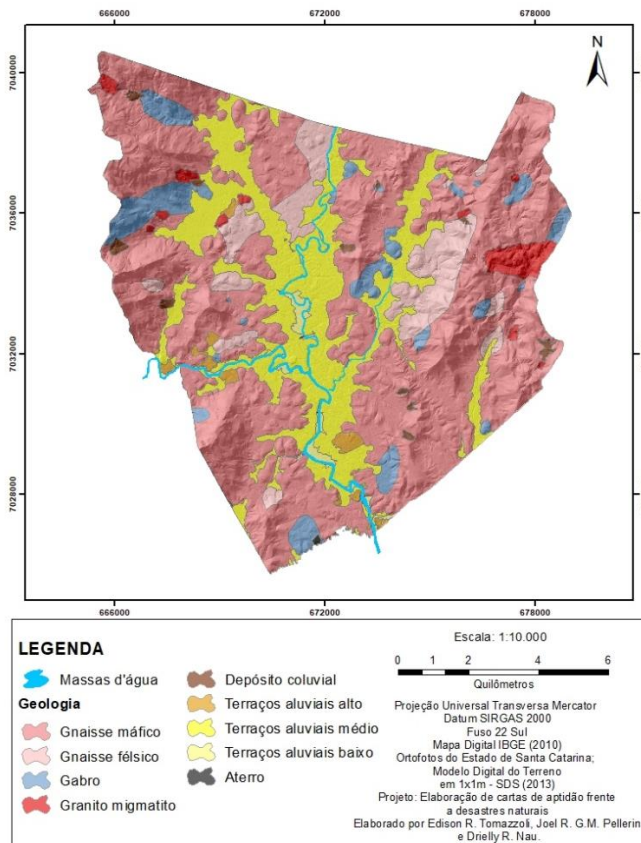 666000
672000
678000
7040000
7036000
7032000
7028000
N
7040000
7036000
7032000
7028000
666000
672000
678000
LEGENDA
Massas d'água
Geologia
Gnaisse máfico
Gnaisse félsico
Gabro
Granito migmatito
Depósito coluvial
Terraços aluviais alto
Terraços aluviais médio
Terraços aluviais baixo
Aterro
Escala: 1:10.000
0 1 2 4 6
Quilômetros
Projeção Universal Transversa Mercator
Datum SIRGAS 2000
Fuso 22 Sul
Mapa Digital IBGE (2010)
Ortofotos do Estado de Santa Catarina;
Modelo Digital do Terreno
em 1x1m - SDS (2013)
Projeto: Elaboração de cartas de aptidão frente
a desastres naturais
Elaborado por Edison R. Tomazzoli, Joel R. G.M. Pellerin
e Drielly R. Nau.